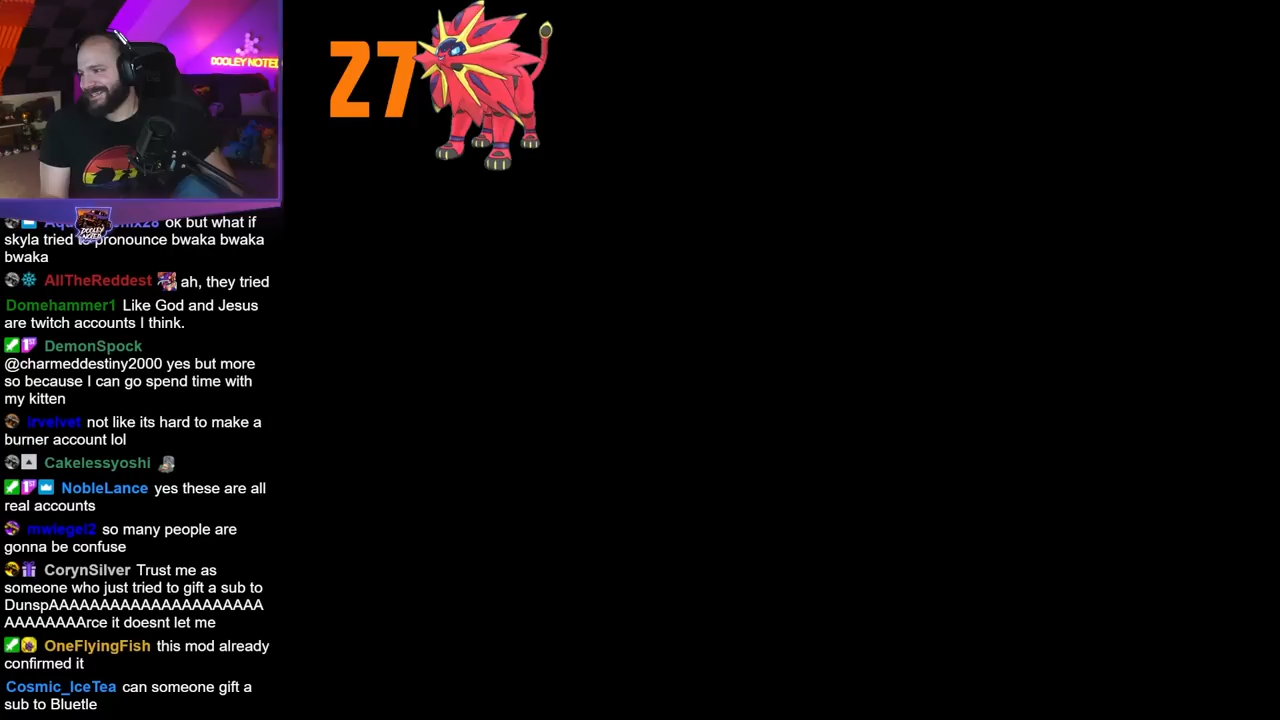 DOOLEY NOTED
27
DOOLEY
NOTED
ok but what if
skyla tried to pronounce bwaka bwaka
bwaka
AllTheReddest ah, they tried
Domehammer1 Like God and Jesus
are twitch accounts I think.
DemonSpock
@charmeddestiny2000 yes but more
so because I can go spend time with
my kitten
irvelvet not like its hard to make a
burner account lol
Cakelessyoshi
NobleLance yes these are all
real accounts
mwiegel2 so many people are
gonna be confuse
CorynSilver Trust me as
someone who just tried to gift a sub to
DunspAAAAAAAAAAAAAAAAAAAAA
AAAAAAAArce it doesnt let me
OneFlyingFish this mod already
confirmed it
Cosmic_IceTea can someone gift a
sub to Bluetle